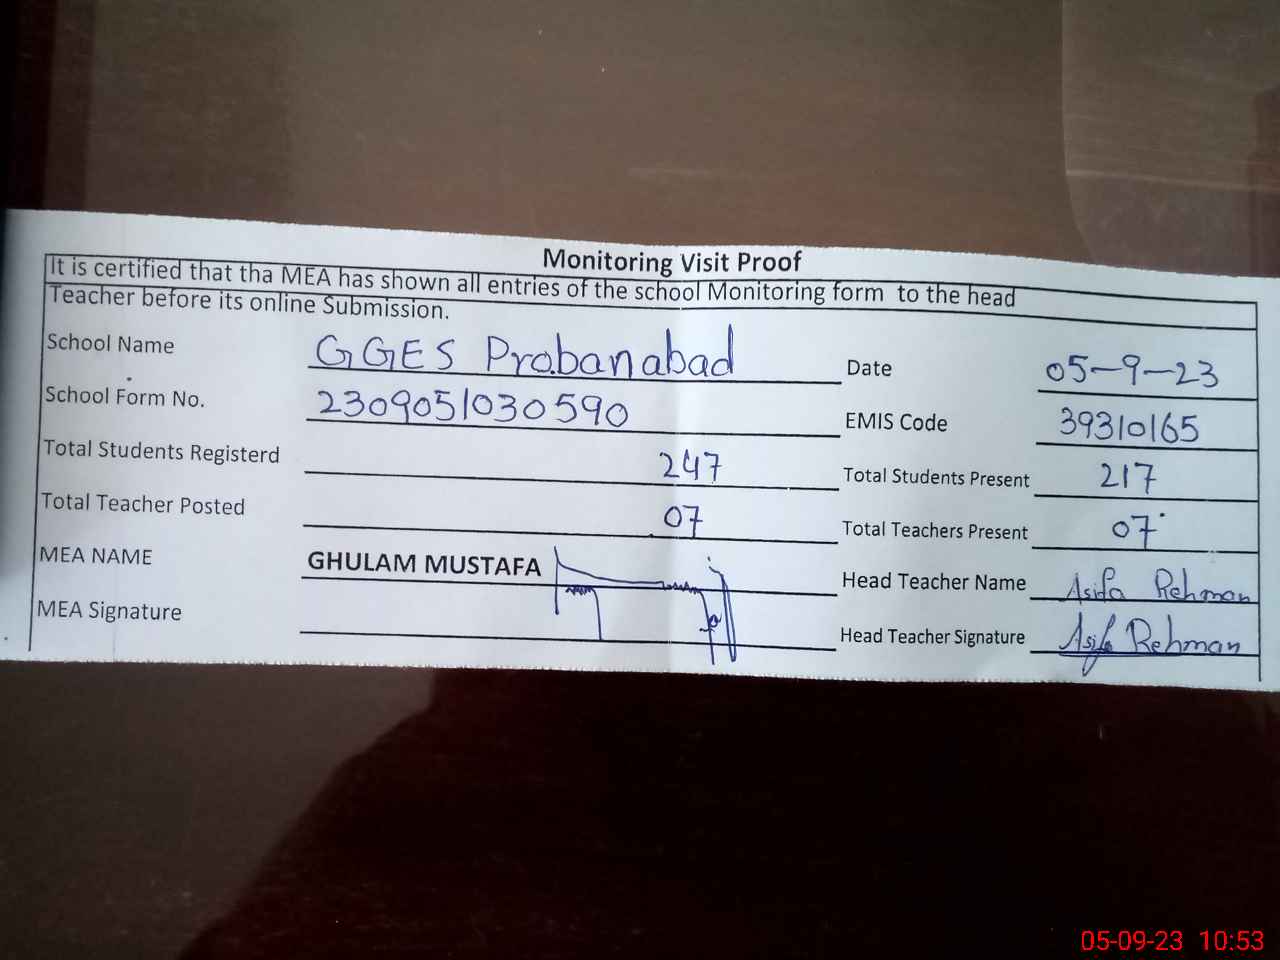 Monitoring Visit Proof
It is certified that tha MEA has shown all entries of the school Monitoring form to the head
Teacher before its online Submission.
School Name GGES Probanabad Date 05-9-23
School Form No. 2309051030590 EMIS Code 39310165
Total Students Registerd 247 Total Students Present 217
Total Teacher Posted 07 Total Teachers Present 07
MEA NAME GHULAM MUSTAFA Head Teacher Name Asifa Rehman
MEA Signature Head Teacher Signature Asifa Rehman
05-09-23 10:53